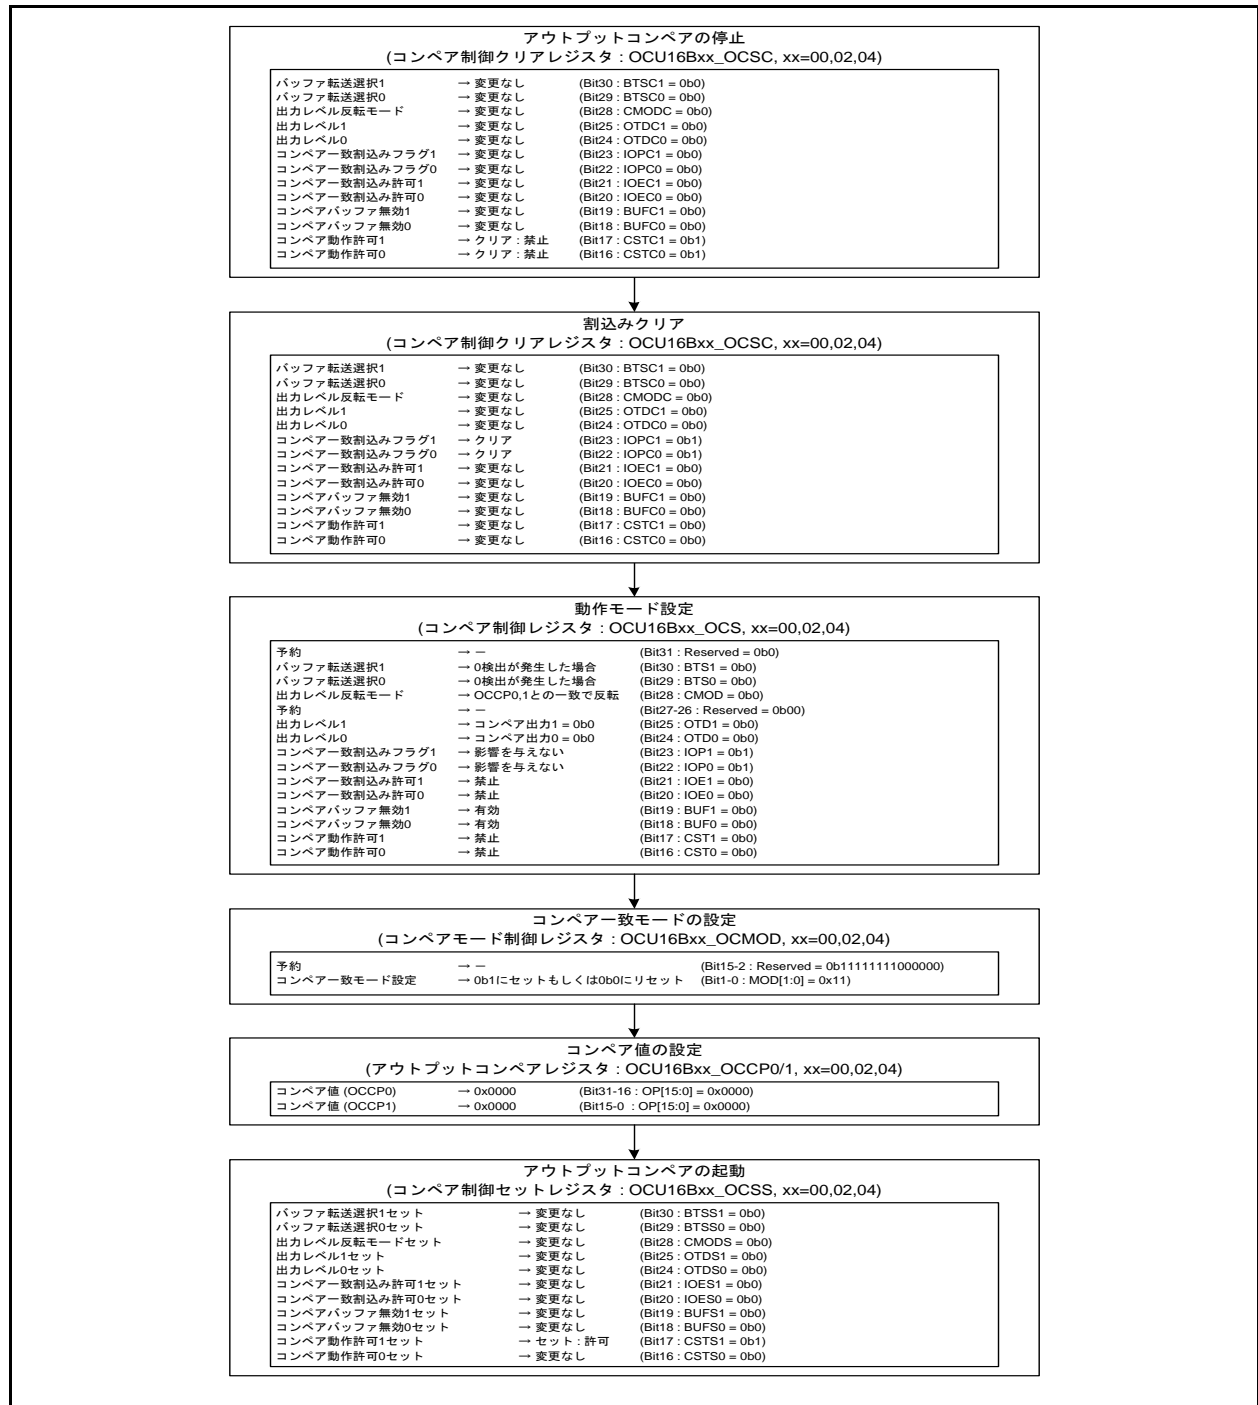 アウトプットコンペアの停止
(コンペア制御クリアレジスタ : OCU16Bxx_OCSC, xx=00,02,04)
バッファ転送選択1 → 変更なし (Bit30 : BTSC1 = 0b0)
バッファ転送選択0 → 変更なし (Bit29 : BTSC0 = 0b0)
出力レベル反転モード → 変更なし (Bit28 : CMODC = 0b0)
出力レベル1 → 変更なし (Bit25 : OTDC1 = 0b0)
出力レベル0 → 変更なし (Bit24 : OTDC0 = 0b0)
コンペア一致割込みフラグ1 → 変更なし (Bit23 : IOPC1 = 0b0)
コンペア一致割込みフラグ0 → 変更なし (Bit22 : IOPC0 = 0b0)
コンペア一致割込み許可1 → 変更なし (Bit21 : IOEC1 = 0b0)
コンペア一致割込み許可0 → 変更なし (Bit20 : IOEC0 = 0b0)
コンペアバッファ無効1 → 変更なし (Bit19 : BUFC1 = 0b0)
コンペアバッファ無効0 → 変更なし (Bit18 : BUFC0 = 0b0)
コンペア動作許可1 → クリア : 禁止 (Bit17 : CSTC1 = 0b1)
コンペア動作許可0 → クリア : 禁止 (Bit16 : CSTC0 = 0b1)
割込みクリア
(コンペア制御クリアレジスタ : OCU16Bxx_OCSC, xx=00,02,04)
バッファ転送選択1 → 変更なし (Bit30 : BTSC1 = 0b0)
バッファ転送選択0 → 変更なし (Bit29 : BTSC0 = 0b0)
出力レベル反転モード → 変更なし (Bit28 : CMODC = 0b0)
出力レベル1 → 変更なし (Bit25 : OTDC1 = 0b0)
出力レベル0 → 変更なし (Bit24 : OTDC0 = 0b0)
コンペア一致割込みフラグ1 → クリア (Bit23 : IOPC1 = 0b1)
コンペア一致割込みフラグ0 → クリア (Bit22 : IOPC0 = 0b1)
コンペア一致割込み許可1 → 変更なし (Bit21 : IOEC1 = 0b0)
コンペア一致割込み許可0 → 変更なし (Bit20 : IOEC0 = 0b0)
コンペアバッファ無効1 → 変更なし (Bit19 : BUFC1 = 0b0)
コンペアバッファ無効0 → 変更なし (Bit18 : BUFC0 = 0b0)
コンペア動作許可1 → 変更なし (Bit17 : CSTC1 = 0b0)
コンペア動作許可0 → 変更なし (Bit16 : CSTC0 = 0b0)
動作モード設定
(コンペア制御レジスタ : OCU16Bxx_OCS, xx=00,02,04)
予約 → ー (Bit31 : Reserved = 0b0)
バッファ転送選択1 → 0検出が発生した場合 (Bit30 : BTS1 = 0b0)
バッファ転送選択0 → 0検出が発生した場合 (Bit29 : BTS0 = 0b0)
出力レベル反転モード → OCCP0,1との一致で反転 (Bit28 : CMOD = 0b0)
予約 → ー (Bit27-26 : Reserved = 0b00)
出力レベル1 → コンペア出力1 = 0b0 (Bit25 : OTD1 = 0b0)
出力レベル0 → コンペア出力0 = 0b0 (Bit24 : OTD0 = 0b0)
コンペア一致割込みフラグ1 → 影響を与えない (Bit23 : IOP1 = 0b1)
コンペア一致割込みフラグ0 → 影響を与えない (Bit22 : IOP0 = 0b1)
コンペア一致割込み許可1 → 禁止 (Bit21 : IOE1 = 0b0)
コンペア一致割込み許可0 → 禁止 (Bit20 : IOE0 = 0b0)
コンペアバッファ無効1 → 有効 (Bit19 : BUF1 = 0b0)
コンペアバッファ無効0 → 有効 (Bit18 : BUF0 = 0b0)
コンペア動作許可1 → 禁止 (Bit17 : CST1 = 0b0)
コンペア動作許可0 → 禁止 (Bit16 : CST0 = 0b0)
コンペア一致モードの設定
(コンペアモード制御レジスタ : OCU16Bxx_OCMOD, xx=00,02,04)
予約 → ー (Bit15-2 : Reserved = 0b11111111000000)
コンペア一致モード設定 → 0b1にセットもしくは0b0にリセット (Bit1-0 : MOD[1:0] = 0x11)
コンペア値の設定
(アウトプットコンペアレジスタ : OCU16Bxx_OCCP0/1, xx=00,02,04)
コンペア値 (OCCP0) → 0x0000 (Bit31-16 : OP[15:0] = 0x0000)
コンペア値 (OCCP1) → 0x0000 (Bit15-0 : OP[15:0] = 0x0000)
アウトプットコンペアの起動
(コンペア制御セットレジスタ : OCU16Bxx_OCSS, xx=00,02,04)
バッファ転送選択1セット → 変更なし (Bit30 : BTSS1 = 0b0)
バッファ転送選択0セット → 変更なし (Bit29 : BTSS0 = 0b0)
出力レベル反転モードセット → 変更なし (Bit28 : CMODS = 0b0)
出力レベル1セット → 変更なし (Bit25 : OTDS1 = 0b0)
出力レベル0セット → 変更なし (Bit24 : OTDS0 = 0b0)
コンペア一致割込み許可1セット → 変更なし (Bit21 : IOES1 = 0b0)
コンペア一致割込み許可0セット → 変更なし (Bit20 : IOES0 = 0b0)
コンペアバッファ無効1セット → 変更なし (Bit19 : BUFS1 = 0b0)
コンペアバッファ無効0セット → 変更なし (Bit18 : BUFS0 = 0b0)
コンペア動作許可1セット → セット : 許可 (Bit17 : CSTS1 = 0b1)
コンペア動作許可0セット → 変更なし (Bit16 : CSTS0 = 0b0)